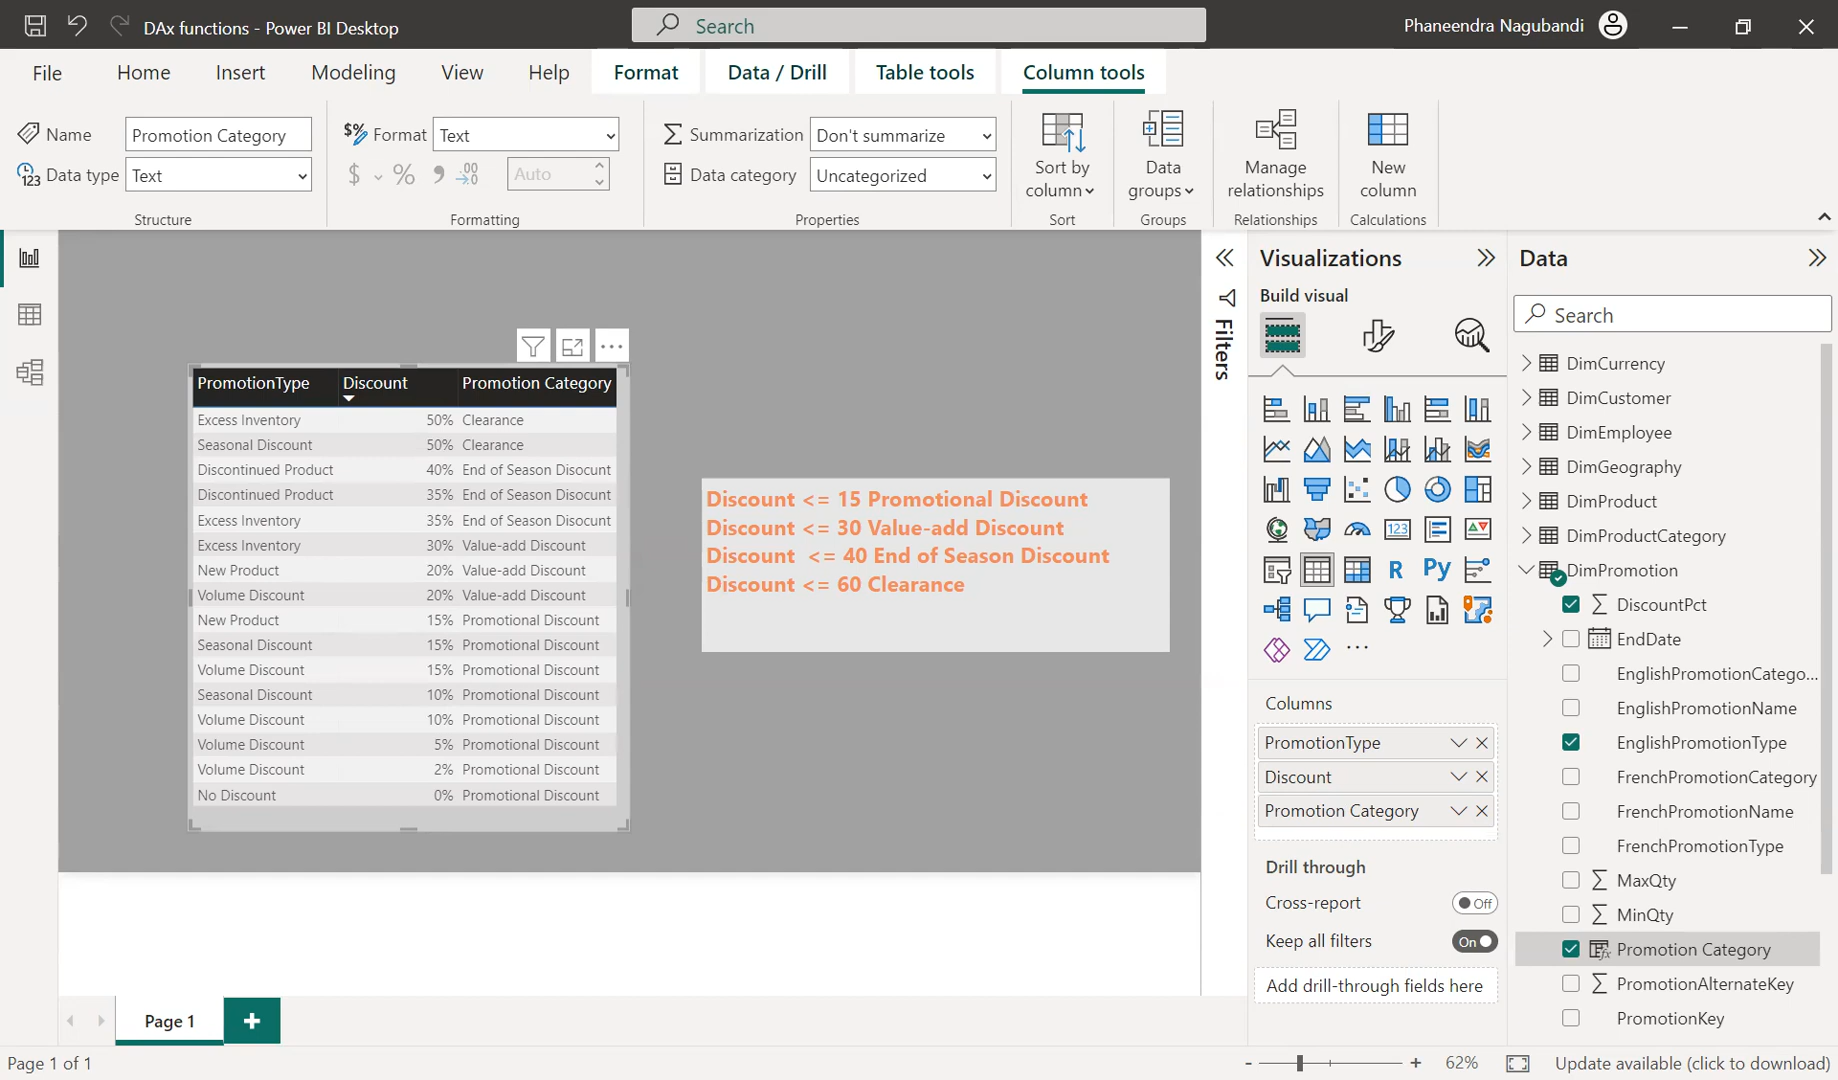 DAx functions - Power BI Desktop
Search
Phaneendra Nagubandi
File Home Insert Modeling View Help Format Data / Drill Table tools Column tools
Name Promotion Category
Data type Text
Structure
Format Text
$ % Auto
Formatting
Summarization Don't summarize
Data category Uncategorized
Properties
Sort by
column
Sort
Data
groups
Groups
Manage
relationships
Relationships
New
column
Calculations
PromotionType Discount Promotion Category
Excess Inventory 50% Clearance
Seasonal Discount 50% Clearance
Discontinued Product 40% End of Season Disocunt
Discontinued Product 35% End of Season Disocunt
Excess Inventory 35% End of Season Disocunt
Excess Inventory 30% Value-add Discount
New Product 20% Value-add Discount
Volume Discount 20% Value-add Discount
New Product 15% Promotional Discount
Seasonal Discount 15% Promotional Discount
Volume Discount 15% Promotional Discount
Seasonal Discount 10% Promotional Discount
Volume Discount 10% Promotional Discount
Volume Discount 5% Promotional Discount
Volume Discount 2% Promotional Discount
No Discount 0% Promotional Discount
Discount <= 15 Promotional Discount
Discount <= 30 Value-add Discount
Discount <= 40 End of Season Discount
Discount <= 60 Clearance
Filters
Visualizations
Build visual
123
R Py
Columns
PromotionType
Discount
Promotion Category
Drill through
Cross-report Off
Keep all filters On
Add drill-through fields here
Data
Search
DimCurrency
DimCustomer
DimEmployee
DimGeography
DimProduct
DimProductCategory
DimPromotion
DiscountPct
EndDate
EnglishPromotionCatego...
EnglishPromotionName
EnglishPromotionType
FrenchPromotionCategory
FrenchPromotionName
FrenchPromotionType
MaxQty
MinQty
Promotion Category
PromotionAlternateKey
PromotionKey
Page 1
Page 1 of 1
- + 62%
Update available (click to download)